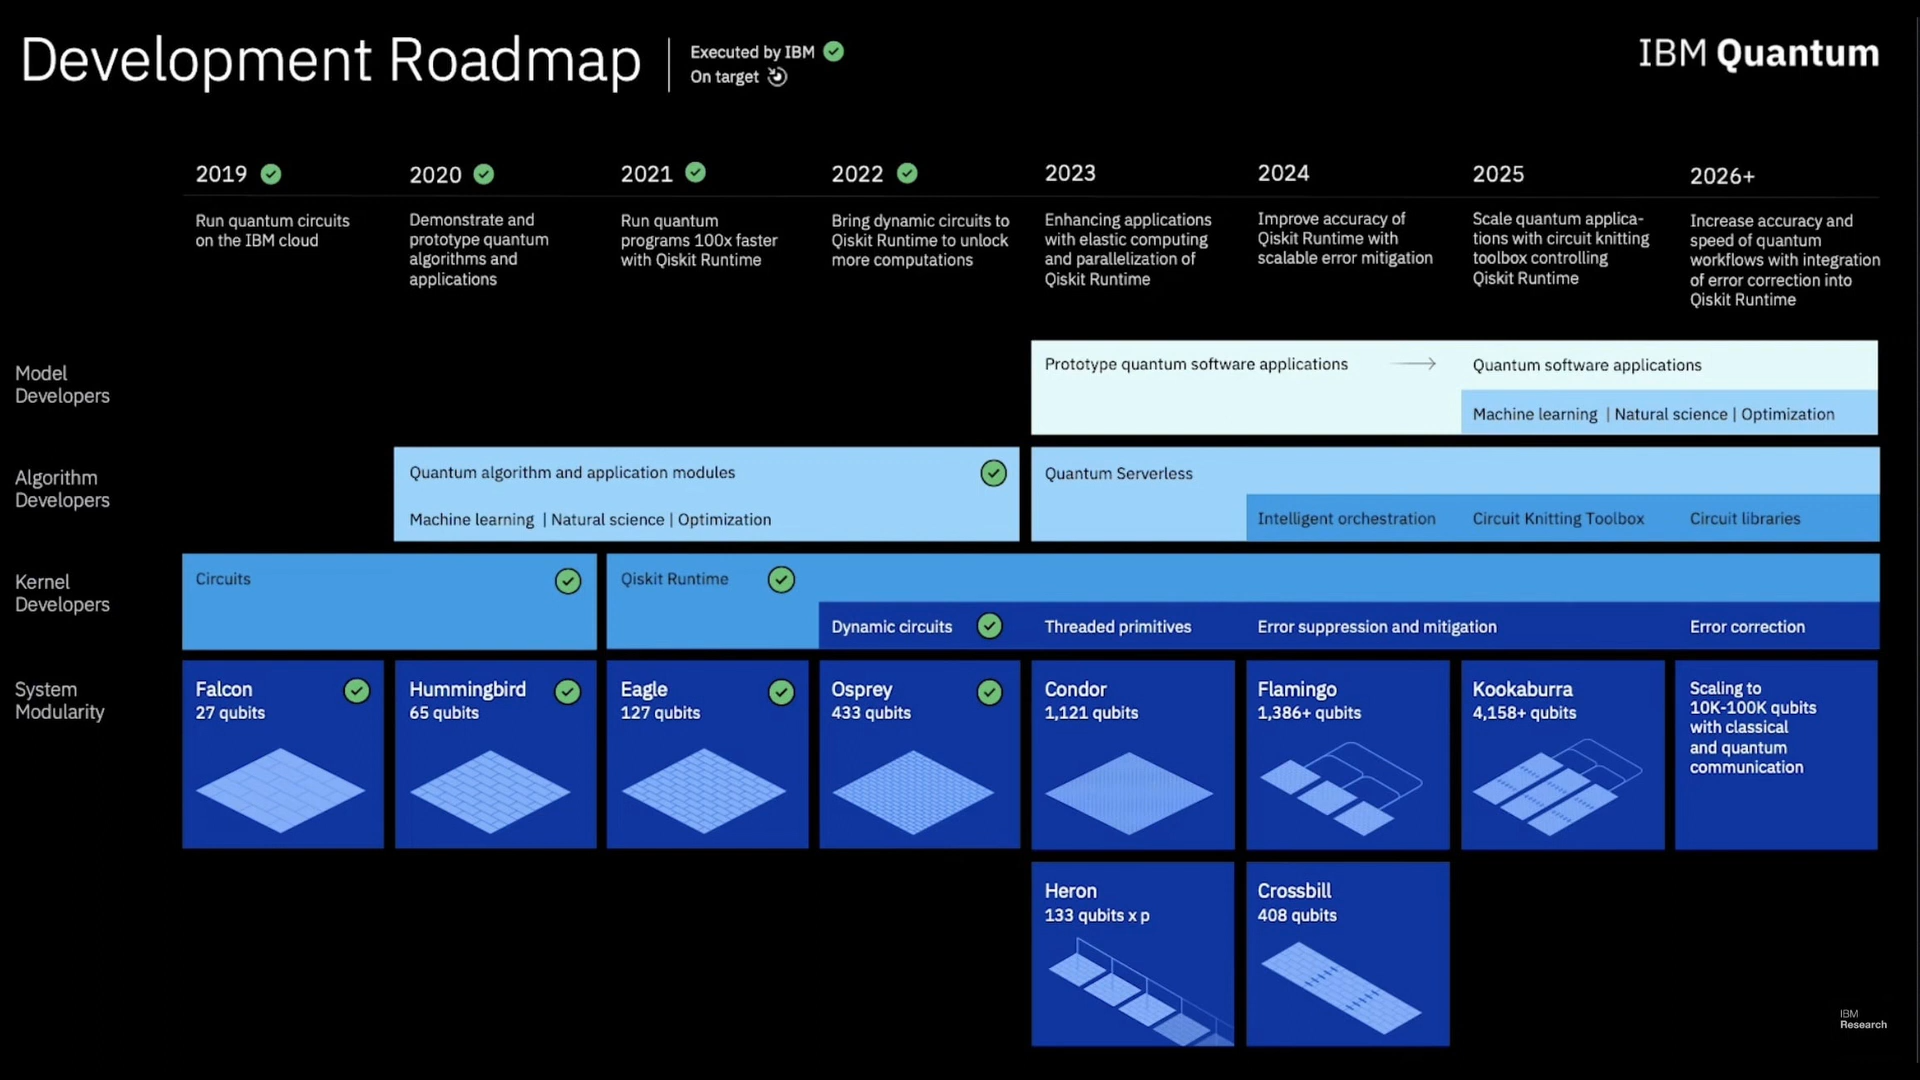 Development Roadmap
Executed by IBM
On target
IBM Quantum
2019
Run quantum circuits
on the IBM cloud
2020
Demonstrate and
prototype quantum
algorithms and
applications
2021
Run quantum
programs 100x faster
with Qiskit Runtime
2022
Bring dynamic circuits to
Qiskit Runtime to unlock
more computations
2023
Enhancing applications
with elastic computing
and parallelization of
Qiskit Runtime
2024
Improve accuracy of
Qiskit Runtime with
scalable error mitigation
2025
Scale quantum applica-
tions with circuit knitting
toolbox controlling
Qiskit Runtime
2026+
Increase accuracy and
speed of quantum
workflows with integration
of error correction into
Qiskit Runtime
Model
Developers
Prototype quantum software applications
Quantum software applications
Machine learning | Natural science | Optimization
Algorithm
Developers
Quantum algorithm and application modules
Machine learning | Natural science | Optimization
Quantum Serverless
Intelligent orchestration
Circuit Knitting Toolbox
Circuit libraries
Kernel
Developers
Circuits
Qiskit Runtime
Dynamic circuits
Threaded primitives
Error suppression and mitigation
Error correction
System
Modularity
Falcon
27 qubits
Hummingbird
65 qubits
Eagle
127 qubits
Osprey
433 qubits
Condor
1,121 qubits
Flamingo
1,386+ qubits
Kookaburra
4,158+ qubits
Scaling to
10K-100K qubits
with classical
and quantum
communication
Heron
133 qubits x p
Crossbill
408 qubits
IBM
Research